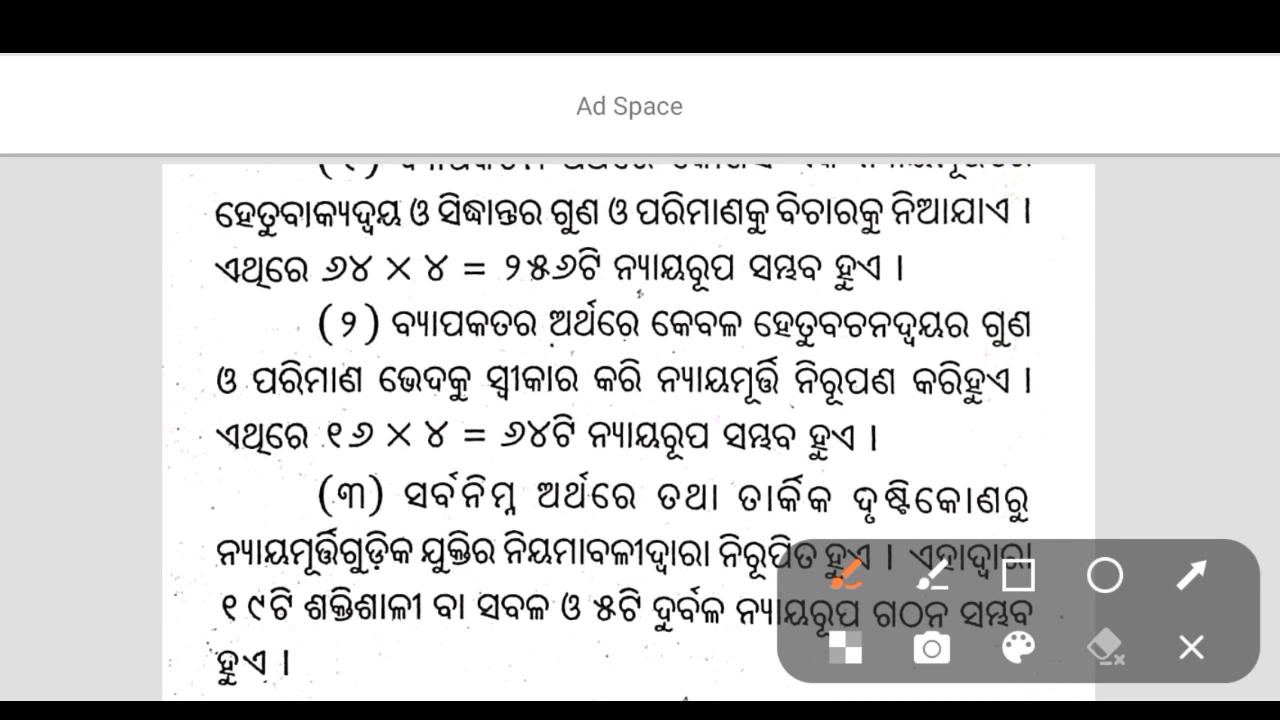 Ad Space
ହେତୁବାକ୍ୟଦ୍ୱୟ ଓ ସିଦ୍ଧାନ୍ତର ଗୁଣ ଓ ପରିମାଣକୁ ବିଚାରକୁ ନିଆଯାଏ ।
ଏଥିରେ ୬୪ × ୪ = ୨୫୬ଟି ନ୍ୟାୟରୂପ ସମ୍ଭବ ହୁଏ ।
(୨) ବ୍ୟାପକତର ଅର୍ଥରେ କେବଳ ହେତୁବଚନଦ୍ୱୟର ଗୁଣ
ଓ ପରିମାଣ ଭେଦକୁ ସ୍ୱୀକାର କରି ନ୍ୟାୟମୂର୍ତ୍ତି ନିରୂପଣ କରିହୁଏ ।
ଏଥିରେ ୧୬ × ୪ = ୬୪ଟି ନ୍ୟାୟରୂପ ସମ୍ଭବ ହୁଏ ।
(୩) ସର୍ବନିମ୍ନ ଅର୍ଥରେ ତଥା ତାର୍କିକ ଦୃଷ୍ଟିକୋଣରୁ
ନ୍ୟାୟମୂର୍ତ୍ତିଗୁଡ଼ିକ ଯୁକ୍ତିର ନିୟମାବଳୀଦ୍ୱାରା ନିରୂପିତ ହୁଏ । ଏହାଦ୍ୱାରା
୧୯ଟି ଶକ୍ତିଶାଳୀ ବା ସବଳ ଓ ୫ଟି ଦୁର୍ବଳ ନ୍ୟାୟରୂପ ଗଠନ ସମ୍ଭବ
ହୁଏ ।